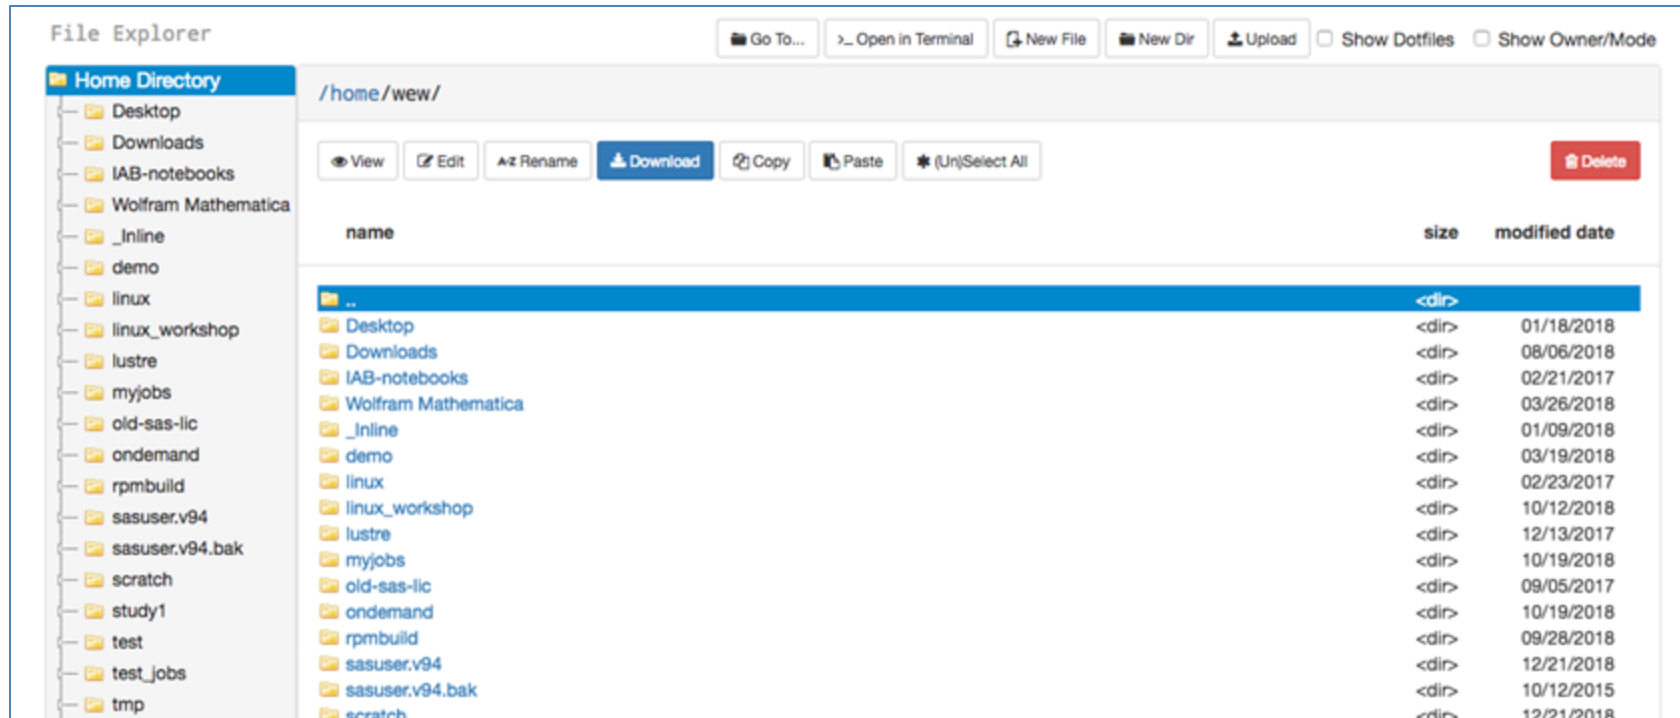 File Explorer
Go To... >_ Open in Terminal New File New Dir Upload Show Dotfiles Show Owner/Mode
Home Directory
Desktop
Downloads
IAB-notebooks
Wolfram Mathematica
_Inline
demo
linux
linux_workshop
lustre
myjobs
old-sas-lic
ondemand
rpmbuild
sasuser.v94
sasuser.v94.bak
scratch
study1
test
test_jobs
tmp
/home/wew/
View Edit A-Z Rename Download Copy Paste (Un)Select All Delete
name size modified date
.. <dir>
Desktop <dir> 01/18/2018
Downloads <dir> 08/06/2018
IAB-notebooks <dir> 02/21/2017
Wolfram Mathematica <dir> 03/26/2018
_Inline <dir> 01/09/2018
demo <dir> 03/19/2018
linux <dir> 02/23/2017
linux_workshop <dir> 10/12/2018
lustre <dir> 12/13/2017
myjobs <dir> 10/19/2018
old-sas-lic <dir> 09/05/2017
ondemand <dir> 10/19/2018
rpmbuild <dir> 09/28/2018
sasuser.v94 <dir> 12/21/2018
sasuser.v94.bak <dir> 10/12/2015
scratch <dir> 12/21/2018